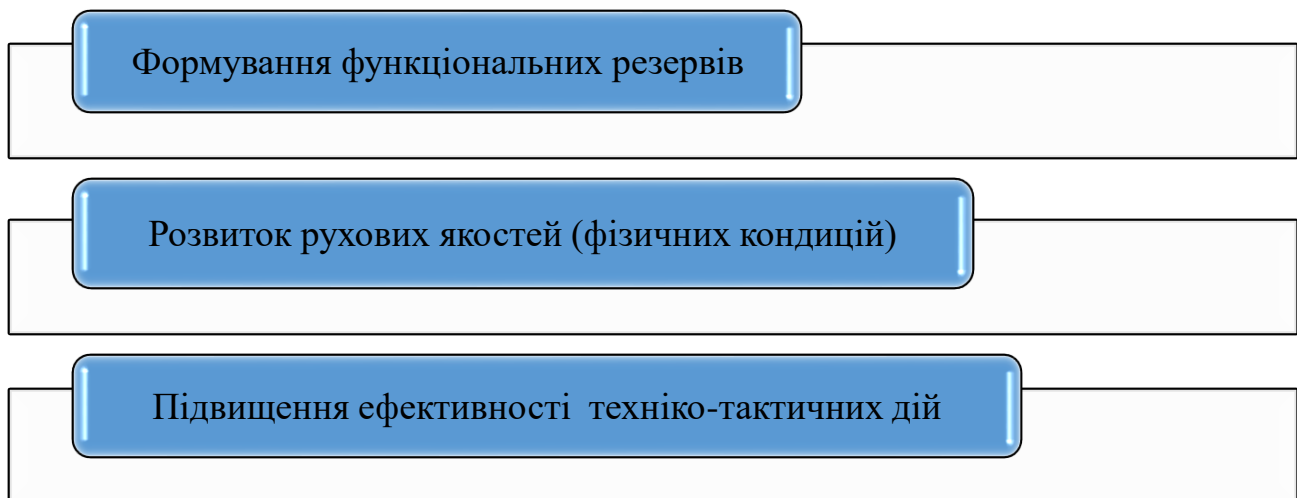 Формування функціональних резервів
Розвиток рухових якостей (фізичних кондицій)
Підвищення ефективності  техніко-тактичних дій